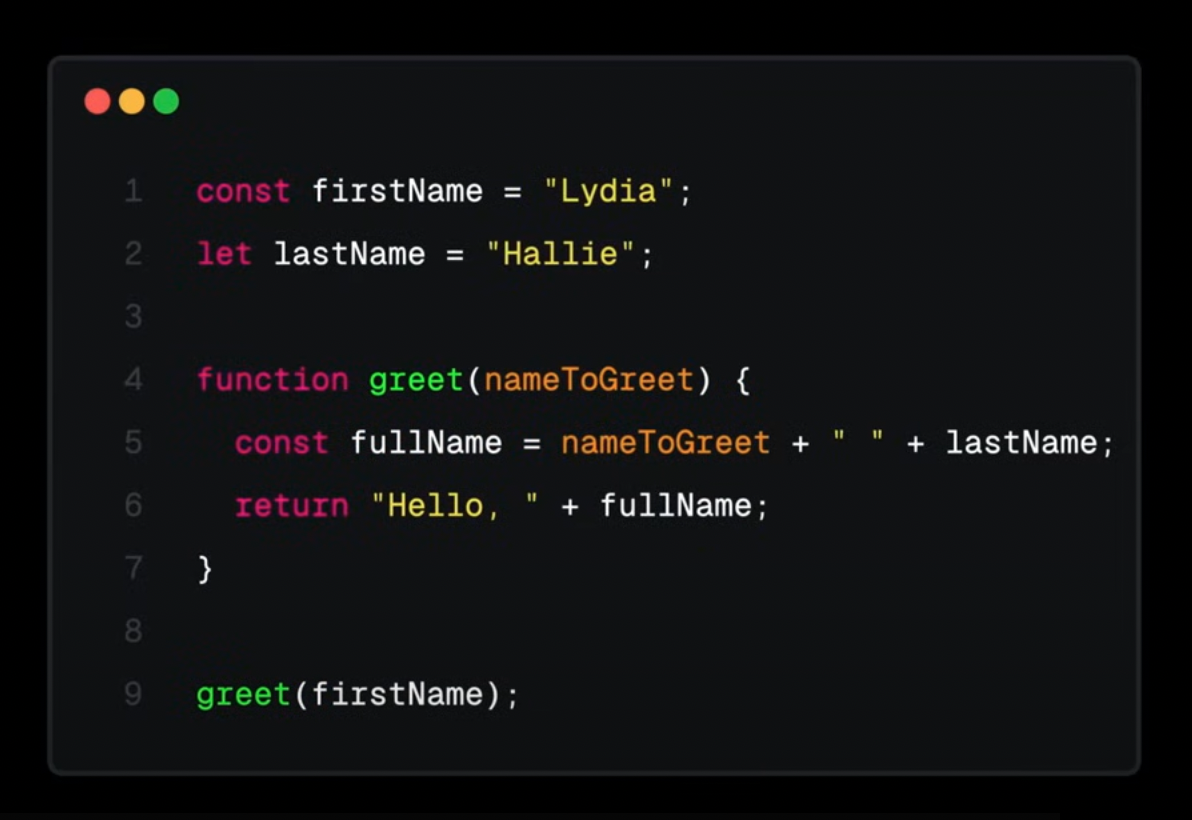 1 const firstName = "Lydia";
2 let lastName = "Hallie";
3
4 function greet(nameToGreet) {
5   const fullName = nameToGreet + " " + lastName;
6   return "Hello, " + fullName;
7 }
8
9 greet(firstName);